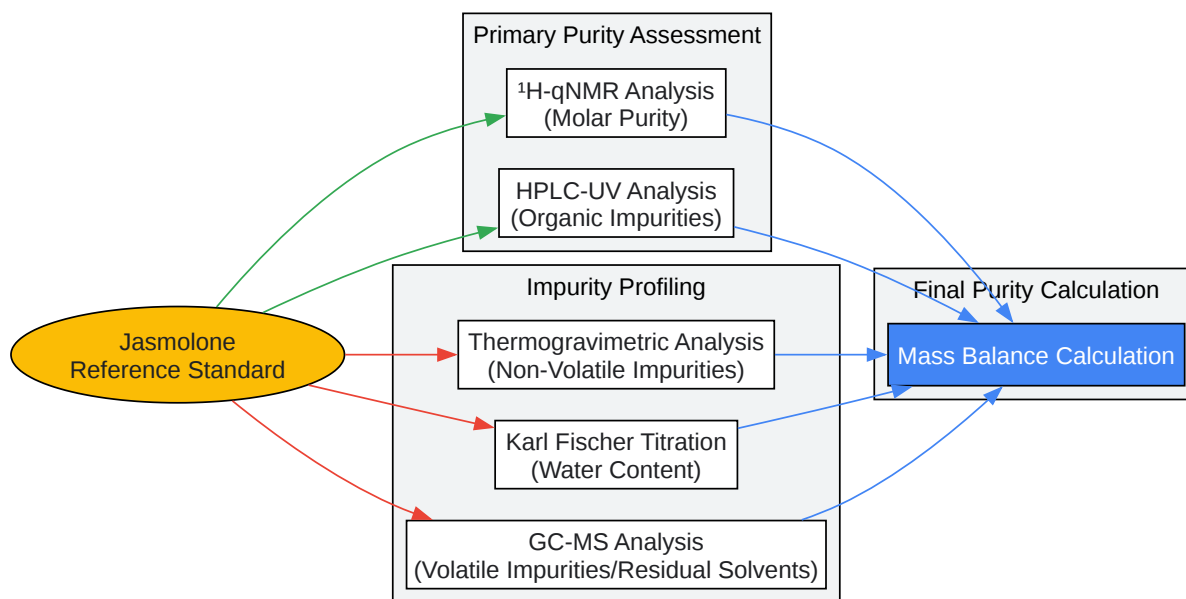 Primary Purity Assessment
¹H-qNMR Analysis
(Molar Purity)
HPLC-UV Analysis
(Organic Impurities)
Impurity Profiling
Final Purity Calculation
Jasmolone
Reference Standard
Thermogravimetric Analysis
(Non-Volatile Impurities)
Mass Balance Calculation
Karl Fischer Titration
(Water Content)
GC-MS Analysis
(Volatile Impurities/Residual Solvents)